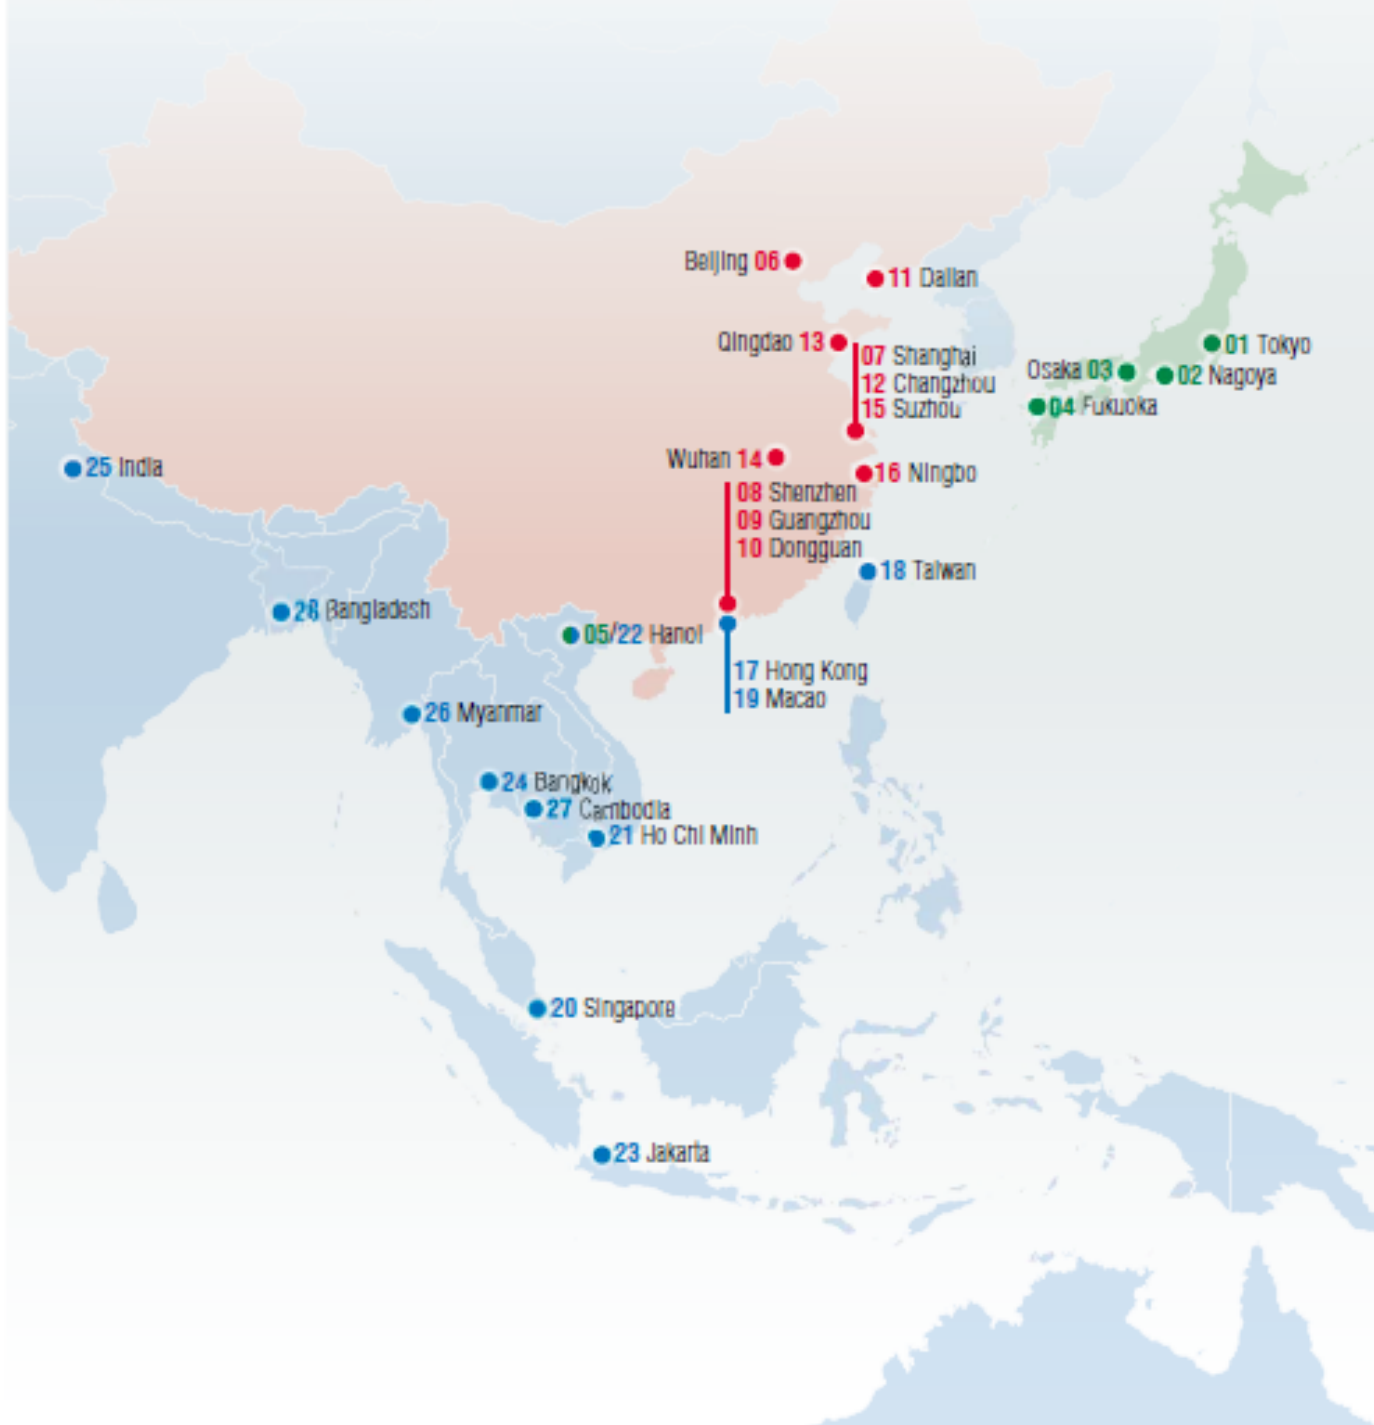 Beijing 06
11 Dalian
Qingdao 13
07 Shanghai
12 Changzhou
15 Suzhou
01 Tokyo
Osaka 03
02 Nagoya
04 Fukuoka
Wuhan 14
16 Ningbo
25 India
08 Shenzhen
09 Guangzhou
10 Dongguan
18 Taiwan
28 Bangladesh
05/22 Hanoi
17 Hong Kong
19 Macao
26 Myanmar
24 Bangkok
27 Cambodia
21 Ho Chi Minh
20 Singapore
23 Jakarta